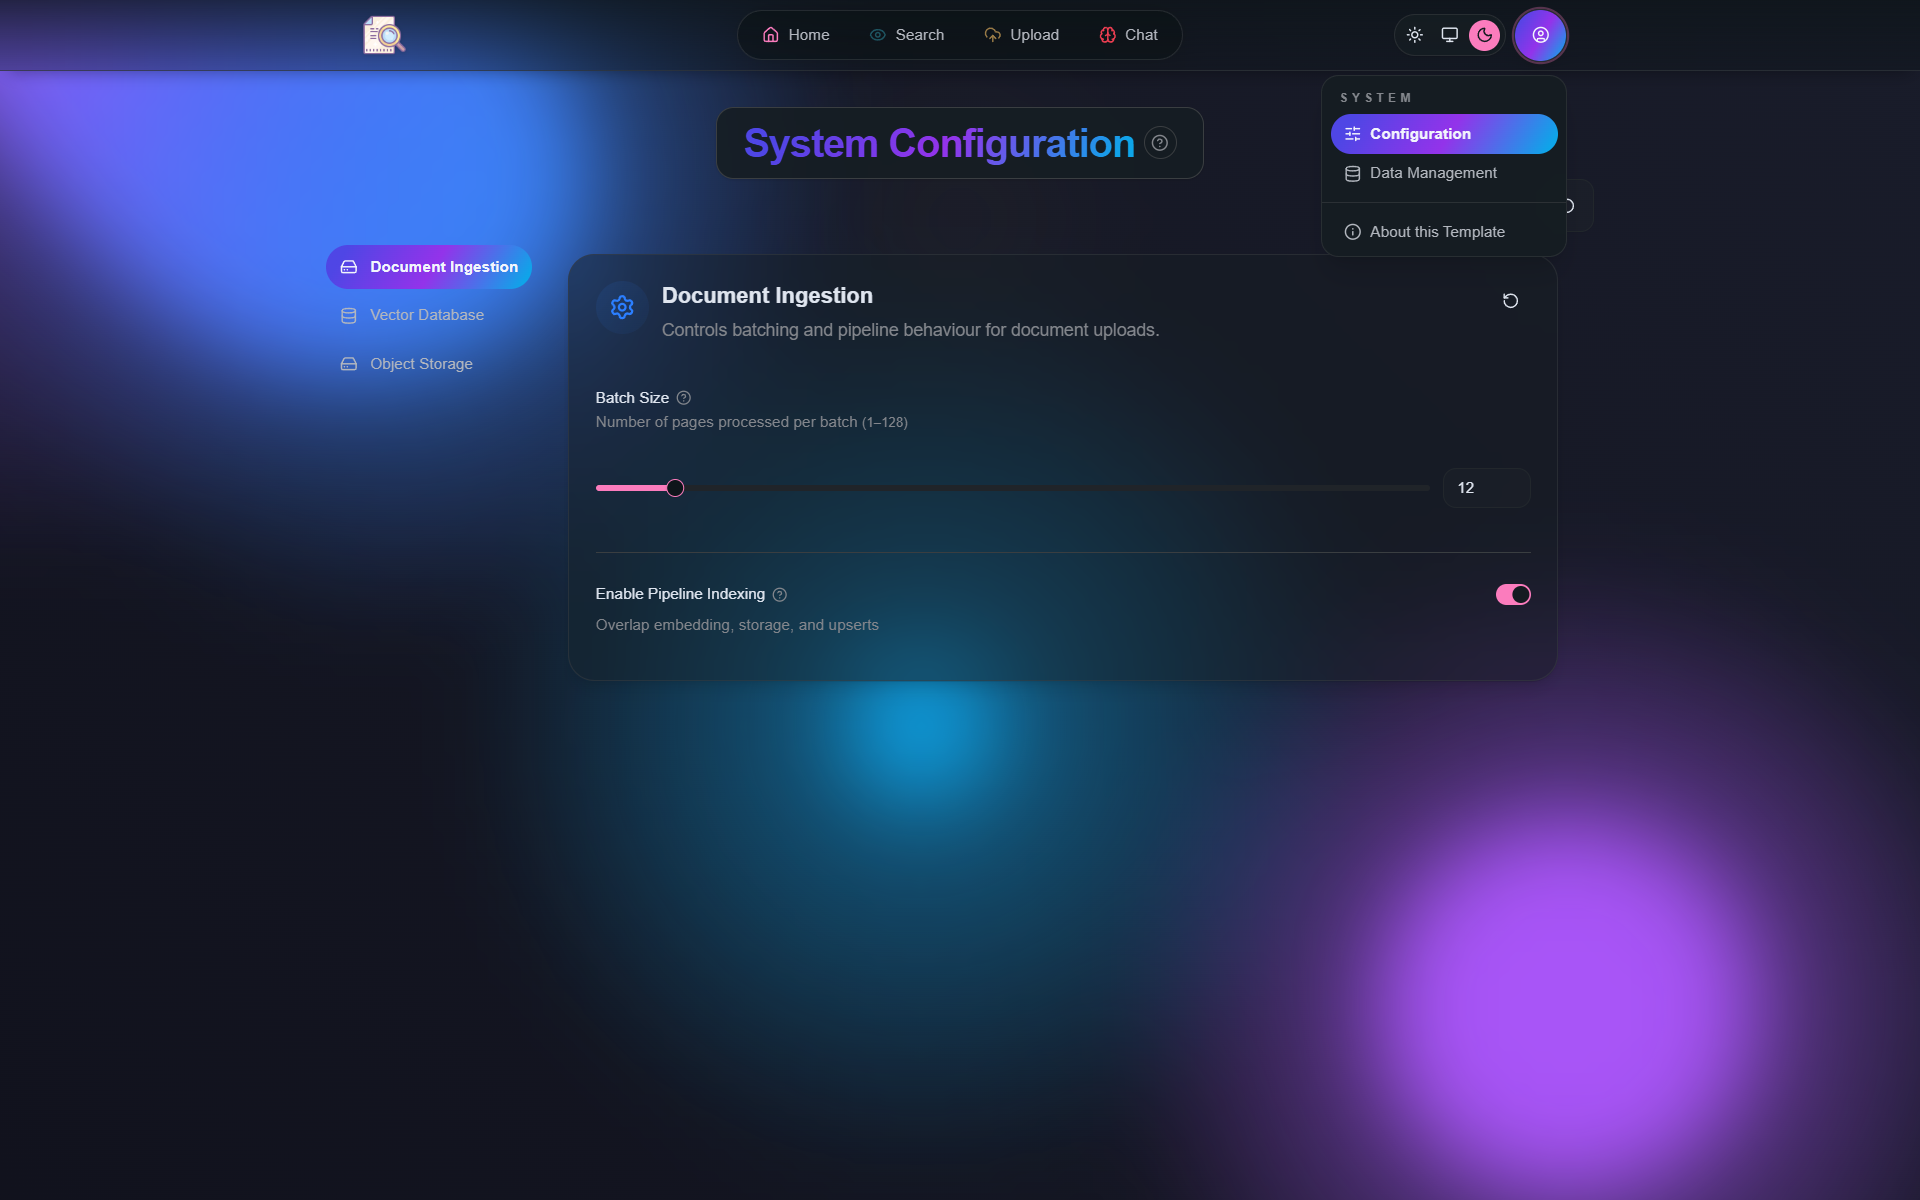 Home
Search
Upload
Chat
SYSTEM
Configuration
Data Management
About this Template
System Configuration
Document Ingestion
Vector Database
Object Storage
Document Ingestion
Controls batching and pipeline behaviour for document uploads.
Batch Size
Number of pages processed per batch (1–128)
12
Enable Pipeline Indexing
Overlap embedding, storage, and upserts